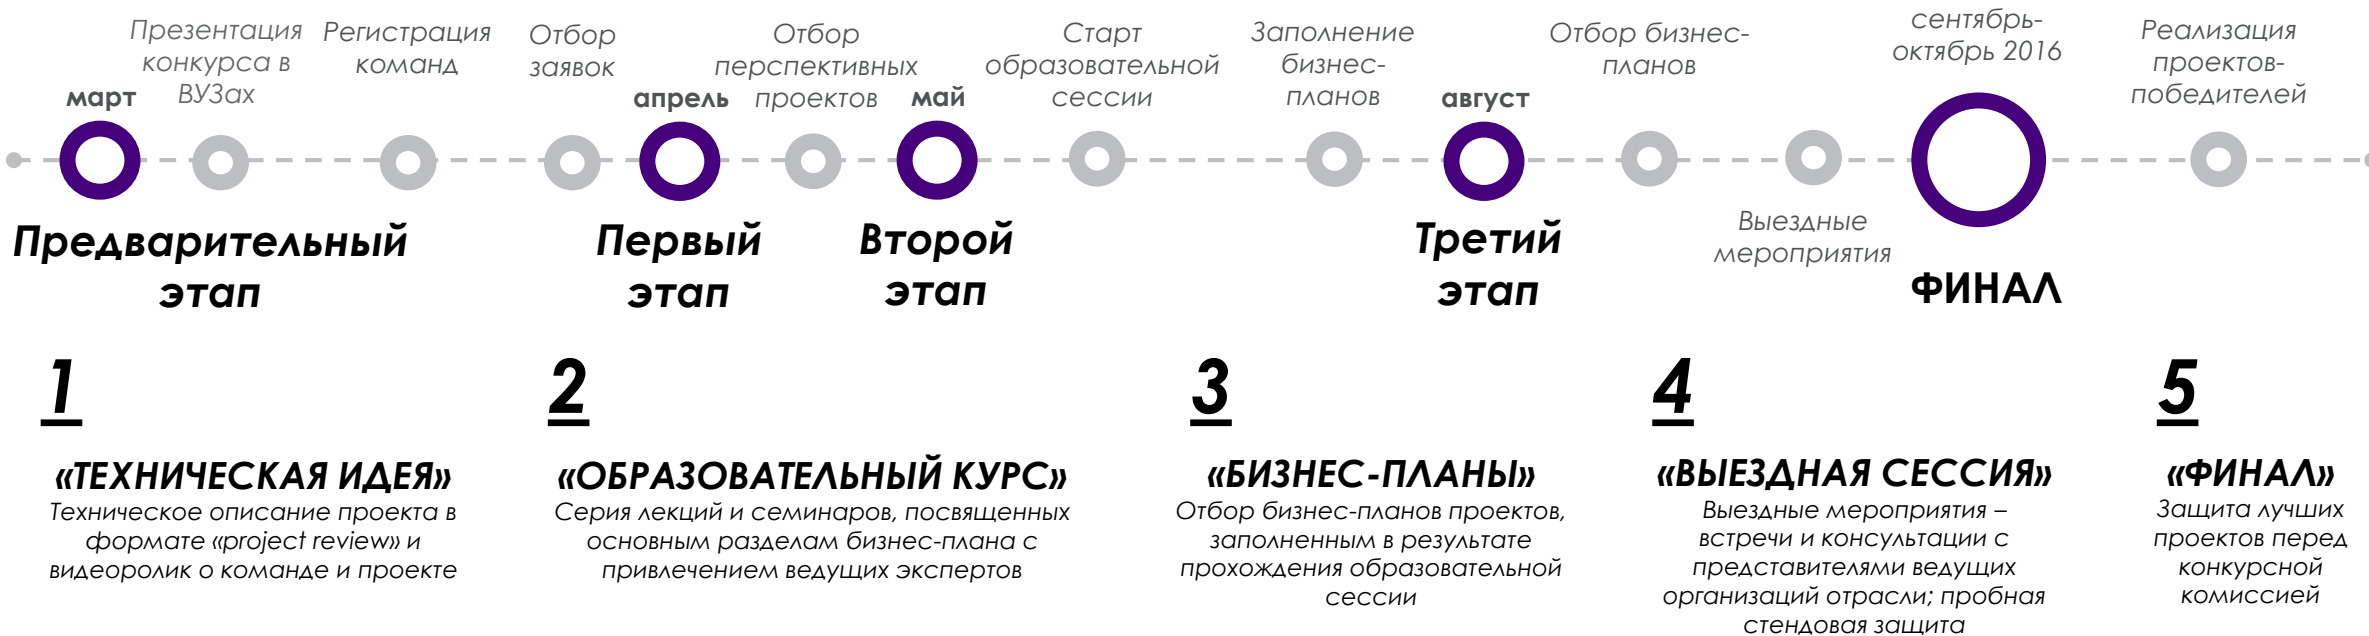 Презентация
конкурса в
ВУЗах
Регистрация
команд
Отбор
заявок
Отбор
перспективных
проектов
Старт
образовательной
сессии
Заполнение
бизнес-
планов
Отбор бизнес-
планов
сентябрь-
октябрь 2016
Реализация
проектов-
победителей
март
апрель
май
август
Предварительный
этап
Первый
этап
Второй
этап
Третий
этап
Выездные
мероприятия
ФИНАЛ
1
«ТЕХНИЧЕСКАЯ ИДЕЯ»
Техническое описание проекта в
формате «project review» и
видеоролик о команде и проекте
2
«ОБРАЗОВАТЕЛЬНЫЙ КУРС»
Серия лекций и семинаров, посвященных
основным разделам бизнес-плана с
привлечением ведущих экспертов
3
«БИЗНЕС-ПЛАНЫ»
Отбор бизнес-планов проектов,
заполненным в результате
прохождения образовательной
сессии
4
«ВЫЕЗДНАЯ СЕССИЯ»
Выездные мероприятия –
встречи и консультации с
представителями ведущих
организаций отрасли; пробная
стендовая защита
5
«ФИНАЛ»
Защита лучших
проектов перед
конкурсной
комиссией